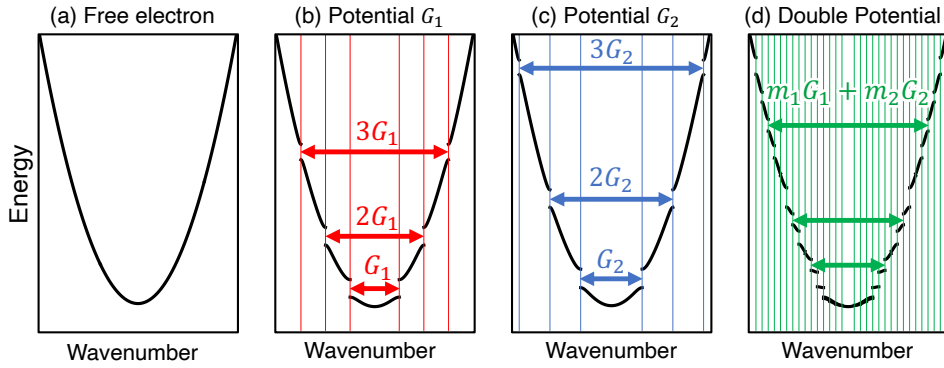 (a) Free electron
(b) Potential G₁
(c) Potential G₂
(d) Double Potential
Energy
3G₁
2G₁
G₁
3G₂
2G₂
G₂
m₁G₁ + m₂G₂
Wavenumber
Wavenumber
Wavenumber
Wavenumber